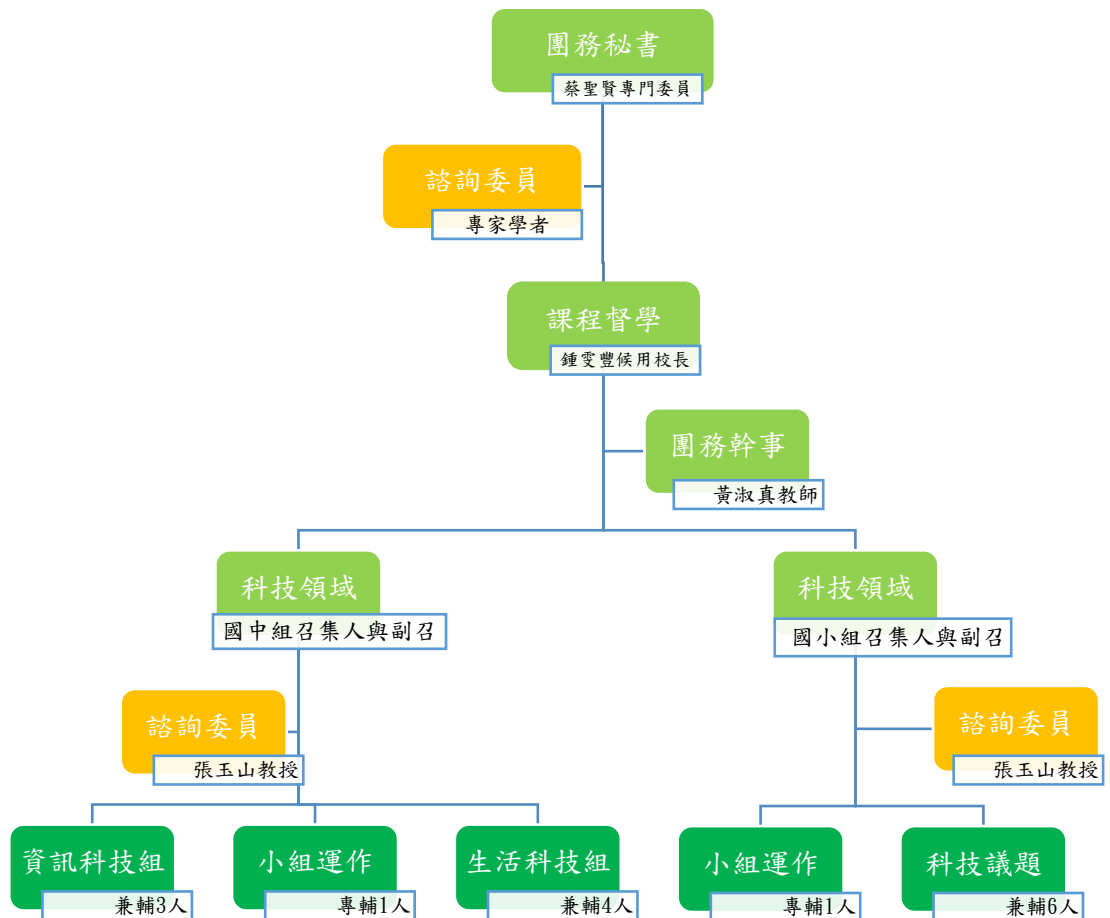 團務秘書
蔡聖賢專門委員
諮詢委員
專家學者
課程督學
鍾雯豐候用校長
團務幹事
黃淑真教師
科技領域
國中組召集人與副召
科技領域
國小組召集人與副召
諮詢委員
張玉山教授
諮詢委員
張玉山教授
資訊科技組
兼輔3人
小組運作
專輔1人
生活科技組
兼輔4人
小組運作
專輔1人
科技議題
兼輔6人